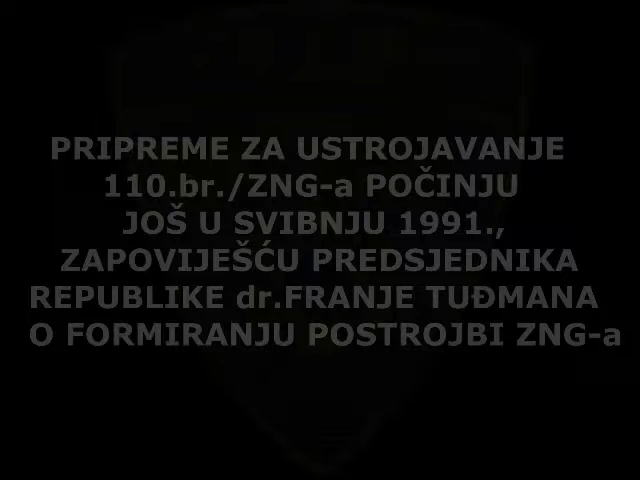 PRIPREME ZA USTROJAVANJE
110.br./ZNG-a POČINJU
JOŠ U SVIBNJU 1991.,
ZAPOVIJEŠĆU PREDSJEDNIKA
REPUBLIKE dr.FRANJE TUĐMANA
O FORMIRANJU POSTROJBI ZNG-a